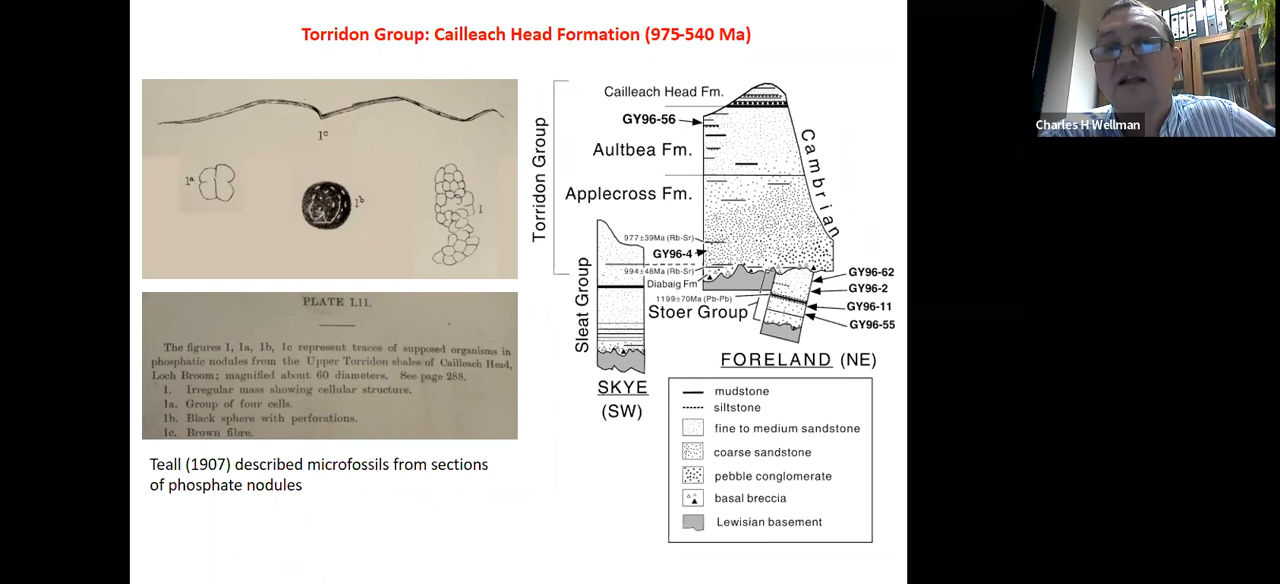 Torridon Group: Cailleach Head Formation (975-540 Ma)
1c
1a
1b
1
PLATE LII.
The figures 1, 1a, 1b, 1c represent traces of supposed organisms in
phosphatic nodules from the Upper Torridon shales of Cailleach Head,
Loch Broom; magnified about 60 diameters. See page 288.
1. Irregular mass showing cellular structure.
1a. Group of four cells.
1b. Black sphere with perforations.
1c. Brown fibre.
Teall (1907) described microfossils from sections
of phosphate nodules
Torridon Group
Cailleach Head Fm.
GY96-56
Aultbea Fm.
Applecross Fm.
Cambrian
977±39Ma (Rb-Sr)
GY96-4
994±48Ma (Rb-Sr)
Diabaig Fm
1199±70Ma (Pb-Pb)
Stoer Group
Sleat Group
GY96-62
GY96-2
GY96-11
GY96-55
FORELAND (NE)
SKYE
(SW)
mudstone
siltstone
fine to medium sandstone
coarse sandstone
pebble conglomerate
basal breccia
Lewisian basement
Charles H Wellman